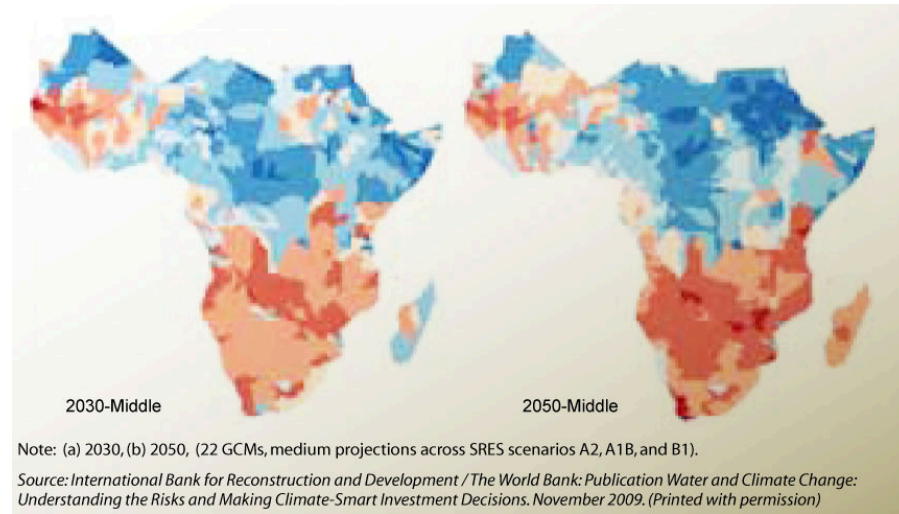 2030-Middle
2050-Middle
Note: (a) 2030, (b) 2050, (22 GCMs, medium projections across SRES scenarios A2, A1B, and B1).
Source: International Bank for Reconstruction and Development / The World Bank: Publication Water and Climate Change:
Understanding the Risks and Making Climate-Smart Investment Decisions. November 2009. (Printed with permission)